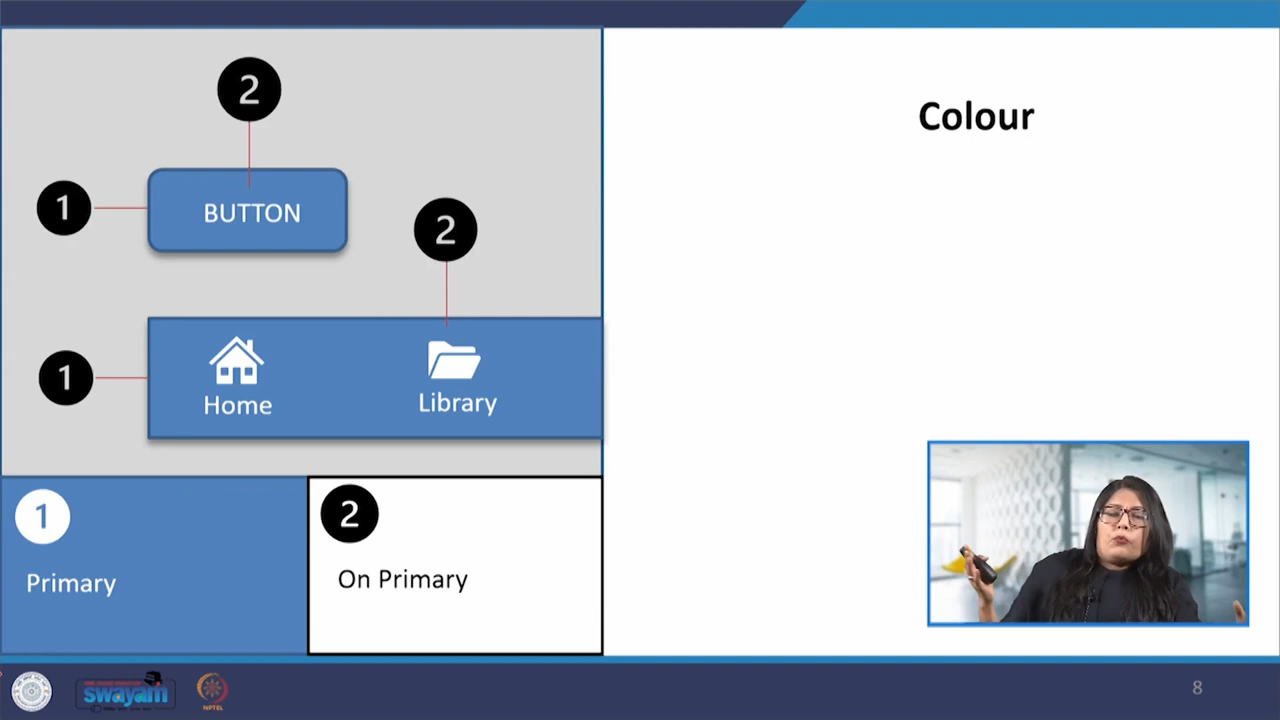 Colour
2
1
BUTTON
2
1
Home
Library
1
Primary
2
On Primary
swayam
NPTEL
8